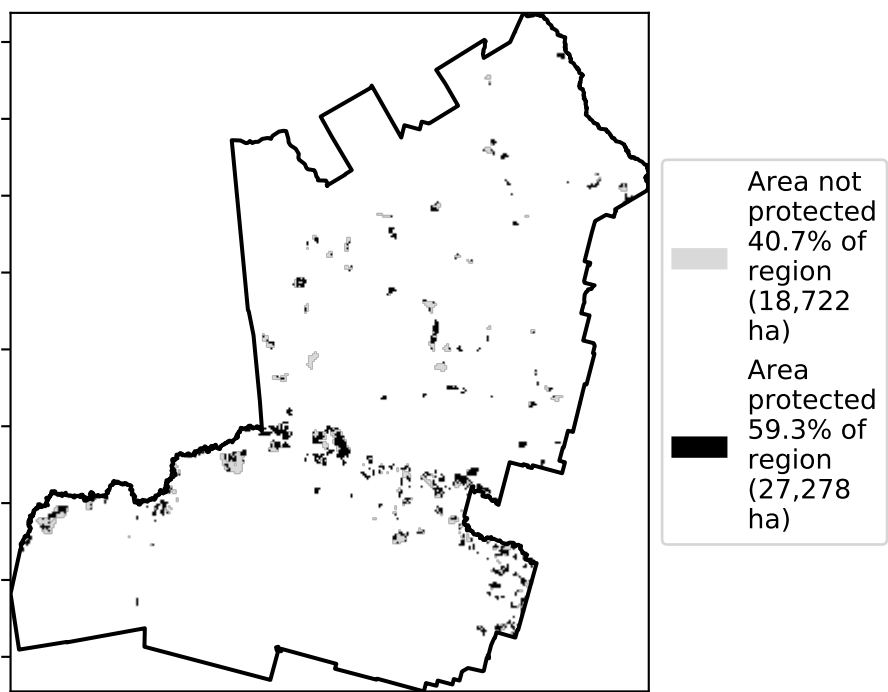 Area not
protected
40.7% of
region
(18,722
ha)
Area
protected
59.3% of
region
(27,278
ha)